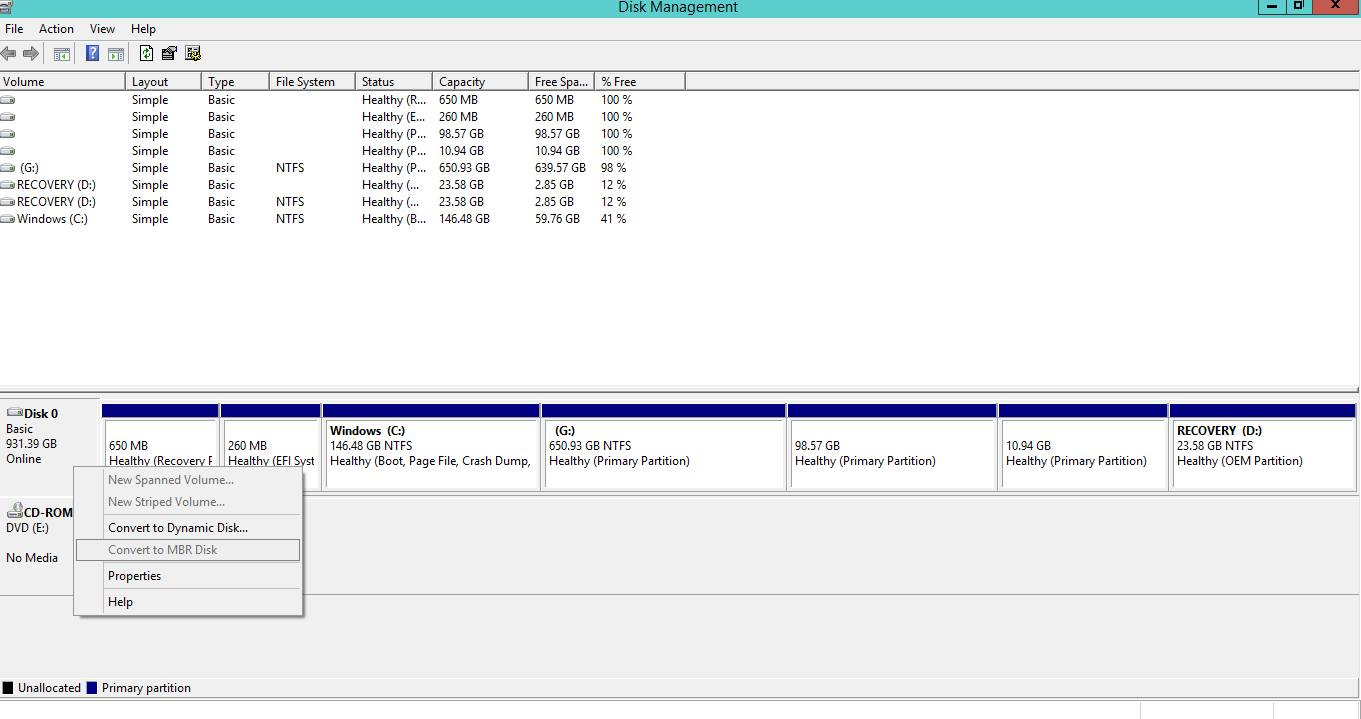 Disk Management
File Action View Help
Volume Layout Type File System Status Capacity Free Spa... % Free
Simple Basic Healthy (R... 650 MB 650 MB 100 %
Simple Basic Healthy (E... 260 MB 260 MB 100 %
Simple Basic Healthy (P... 98.57 GB 98.57 GB 100 %
Simple Basic Healthy (P... 10.94 GB 10.94 GB 100 %
(G:) Simple Basic NTFS Healthy (P... 650.93 GB 639.57 GB 98 %
RECOVERY (D:) Simple Basic Healthy (... 23.58 GB 2.85 GB 12 %
RECOVERY (D:) Simple Basic NTFS Healthy (... 23.58 GB 2.85 GB 12 %
Windows (C:) Simple Basic NTFS Healthy (B... 146.48 GB 59.76 GB 41 %
Disk 0
Basic
931.39 GB
Online
650 MB
Healthy (Recovery P
260 MB
Healthy (EFI Syst
Windows (C:)
146.48 GB NTFS
Healthy (Boot, Page File, Crash Dump,
(G:)
650.93 GB NTFS
Healthy (Primary Partition)
98.57 GB
Healthy (Primary Partition)
10.94 GB
Healthy (Primary Partition)
RECOVERY (D:)
23.58 GB NTFS
Healthy (OEM Partition)
New Spanned Volume...
New Striped Volume...
Convert to Dynamic Disk...
Convert to MBR Disk
Properties
Help
CD-ROM
DVD (E:)
No Media
Unallocated Primary partition